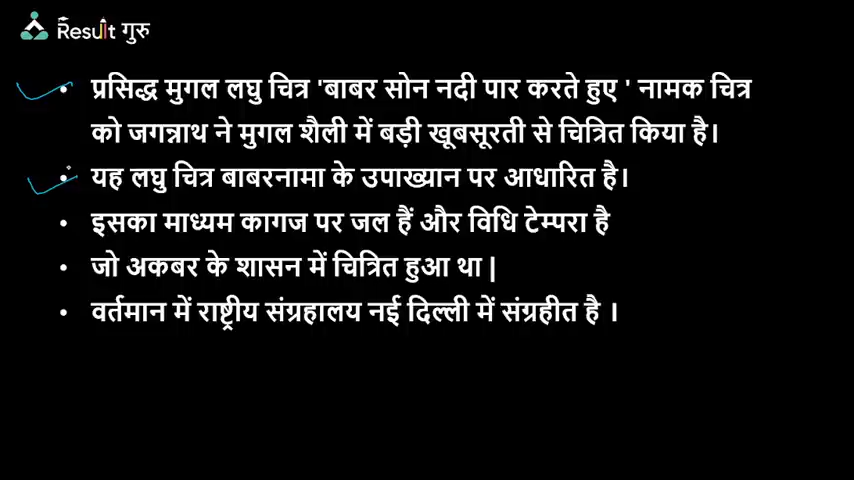 Result गुरु
• प्रसिद्ध मुगल लघु चित्र 'बाबर सोन नदी पार करते हुए ' नामक चित्र
को जगन्नाथ ने मुगल शैली में बड़ी खूबसूरती से चित्रित किया है।
• यह लघु चित्र बाबरनामा के उपाख्यान पर आधारित है।
• इसका माध्यम कागज पर जल हैं और विधि टेम्परा है
• जो अकबर के शासन में चित्रित हुआ था |
• वर्तमान में राष्ट्रीय संग्रहालय नई दिल्ली में संग्रहीत है ।